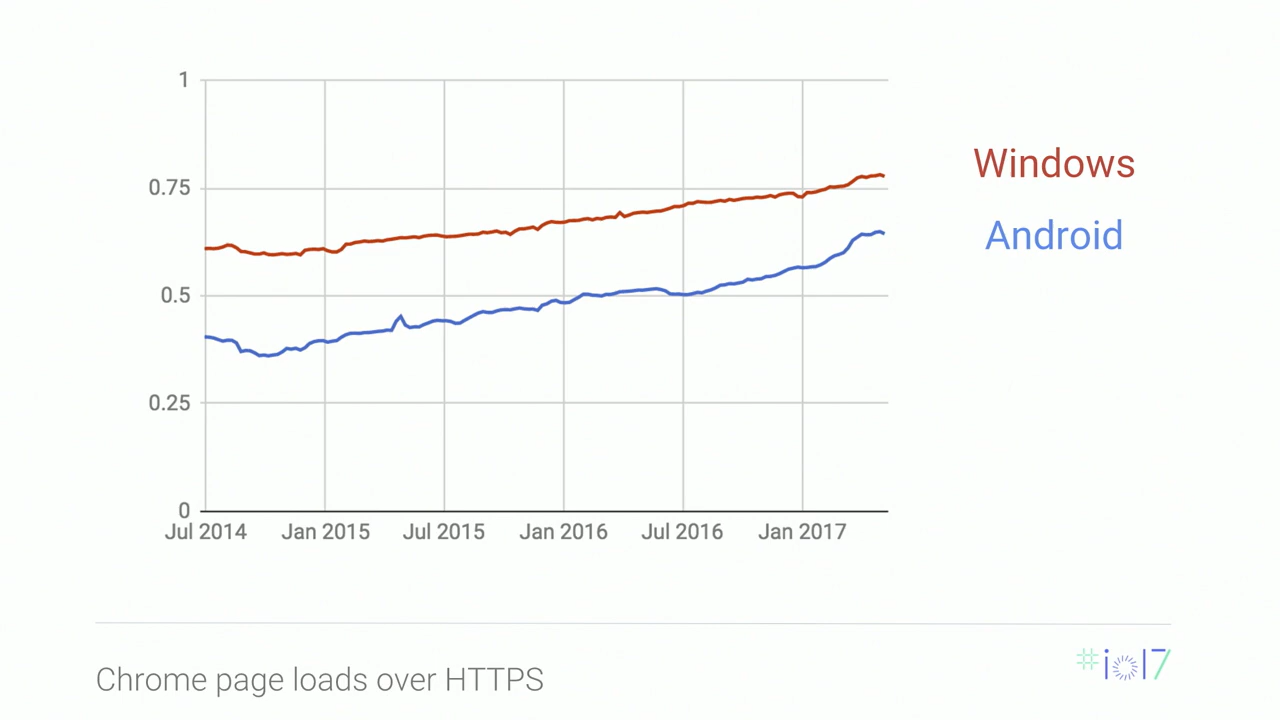 1
0.75
0.5
0.25
0
Jul 2014 Jan 2015 Jul 2015 Jan 2016 Jul 2016 Jan 2017
Windows
Android
Chrome page loads over HTTPS
#io17